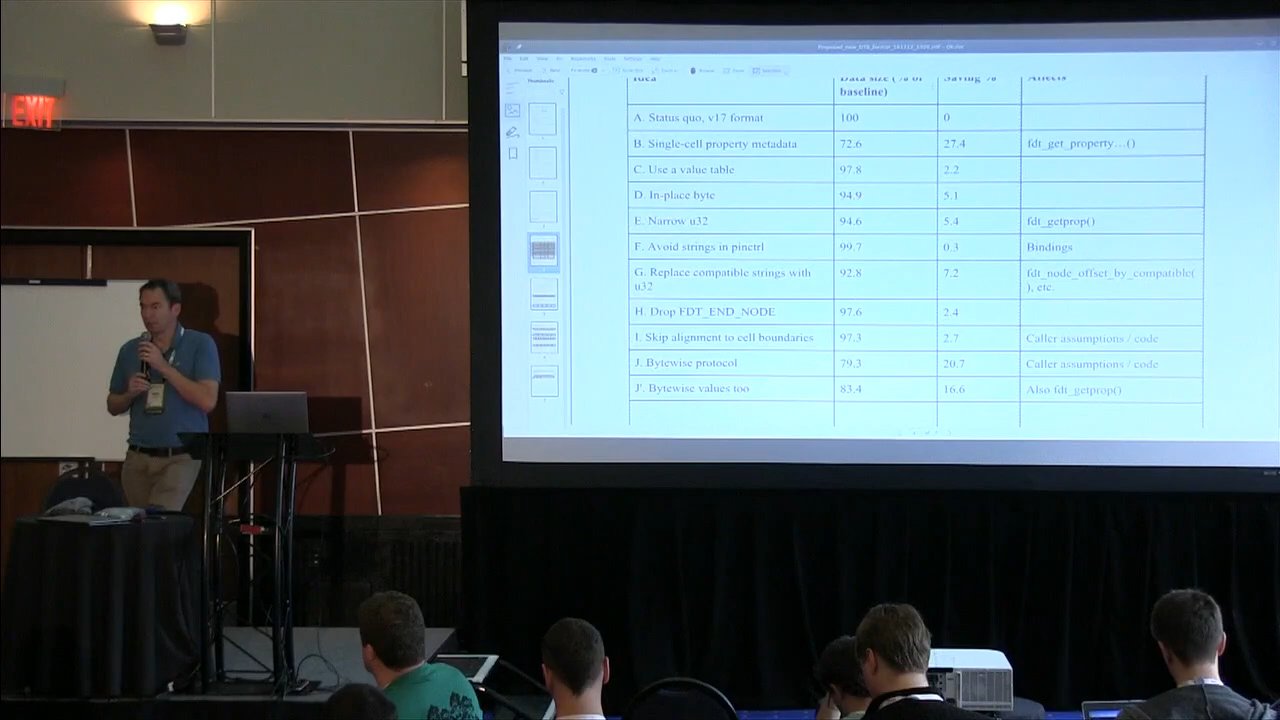 EXIT
Proposed_new_DTB_format_181113_1329.pdf - Okular
Idea Data size (% of baseline) Saving % Affects
A. Status quo, v17 format 100 0
B. Single-cell property metadata 72.6 27.4 fdt_get_property…()
C. Use a value table 97.8 2.2
D. In-place byte 94.9 5.1
E. Narrow u32 94.6 5.4 fdt_getprop()
F. Avoid strings in pinctrl 99.7 0.3 Bindings
G. Replace compatible strings with u32 92.8 7.2 fdt_node_offset_by_compatible(), etc.
H. Drop FDT_END_NODE 97.6 2.4
I. Skip alignment to cell boundaries 97.3 2.7 Caller assumptions / code
J. Bytewise protocol 79.3 20.7 Caller assumptions / code
J'. Bytewise values too 83.4 16.6 Also fdt_getprop()